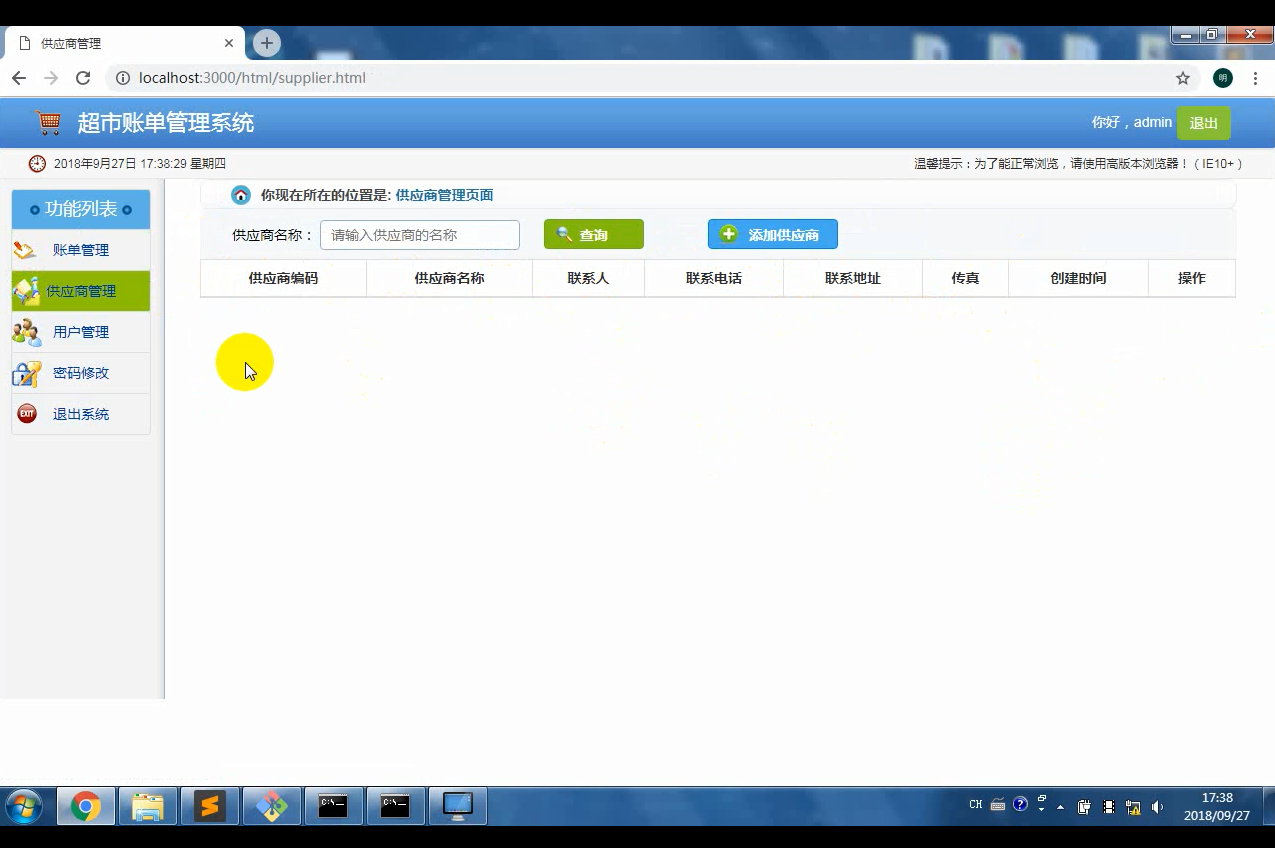 供应商管理
localhost:3000/html/supplier.html
明
超市账单管理系统
你好，admin
退出
2018年9月27日 17:38:29 星期四
温馨提示：为了能正常浏览，请使用高版本浏览器！（IE10+）
功能列表
账单管理
供应商管理
用户管理
密码修改
EXIT
退出系统
你现在所在的位置是: 供应商管理页面
供应商名称：
请输入供应商的名称
查询
添加供应商
供应商编码 供应商名称 联系人 联系电话 联系地址 传真 创建时间 操作
C:\
C:\
CH
17:38
2018/09/27